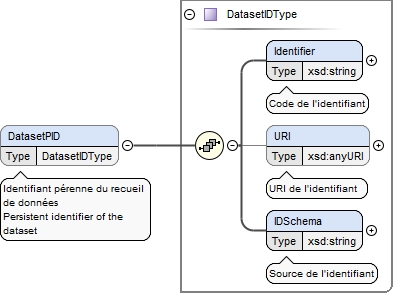 DatasetIDType
Identifier
Type xsd:string
Code de l'identifiant
DatasetPID
Type DatasetIDType
Identifiant pérenne du recueil
de données
Persistent identifier of the
dataset
URI
Type xsd:anyURI
URI de l'identifiant
IDSchema
Type xsd:string
Source de l'identifiant